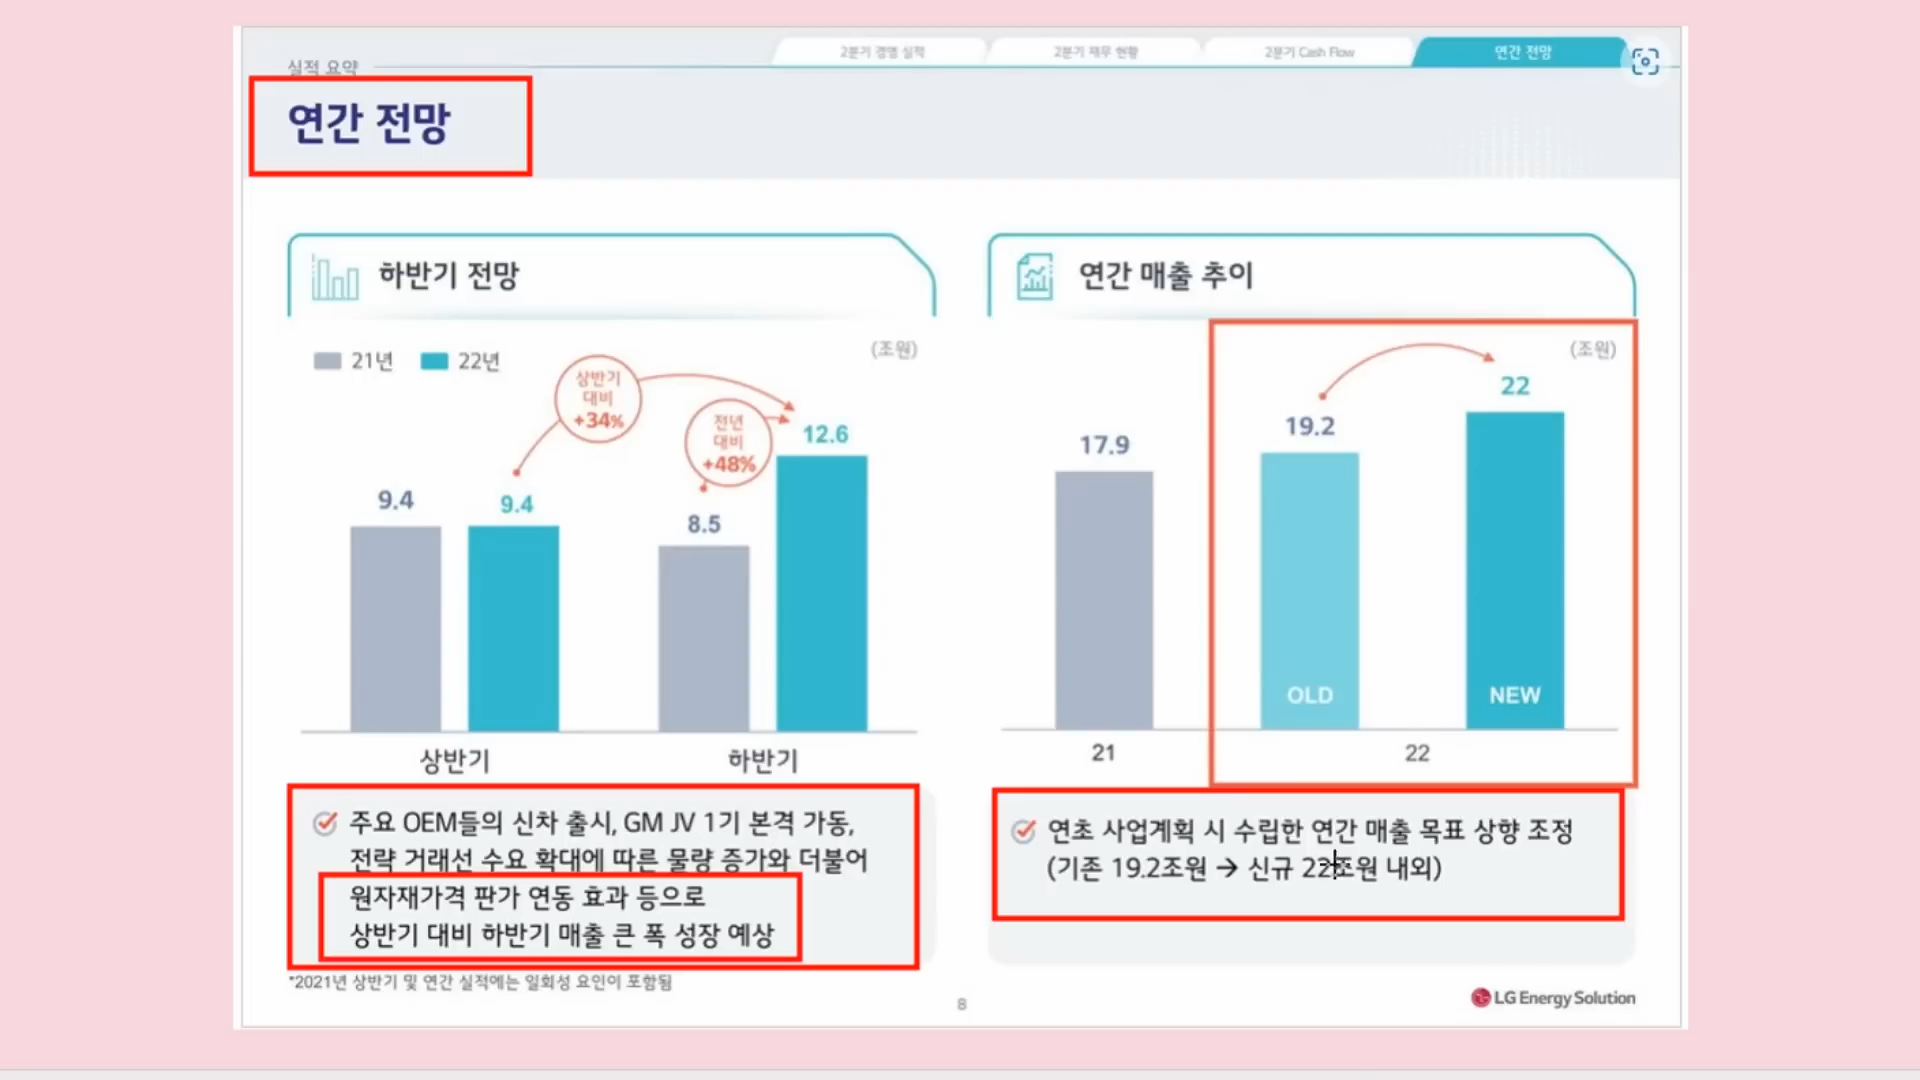 실적 요약
2분기 경영 실적
2분기 재무 현황
2분기 Cash Flow
연간 전망
연간 전망
하반기 전망
(조원)
21년
22년
상반기
대비
+34%
전년
대비
+48%
9.4
9.4
8.5
12.6
상반기
하반기
주요 OEM들의 신차 출시, GM JV 1기 본격 가동,
전략 거래선 수요 확대에 따른 물량 증가와 더불어
원자재가격 판가 연동 효과 등으로
상반기 대비 하반기 매출 큰 폭 성장 예상
*2021년 상반기 및 연간 실적에는 일회성 요인이 포함됨
연간 매출 추이
(조원)
17.9
19.2
22
OLD
NEW
21
22
연초 사업계획 시 수립한 연간 매출 목표 상향 조정
(기존 19.2조원 → 신규 22조원 내외)
8
LG Energy Solution